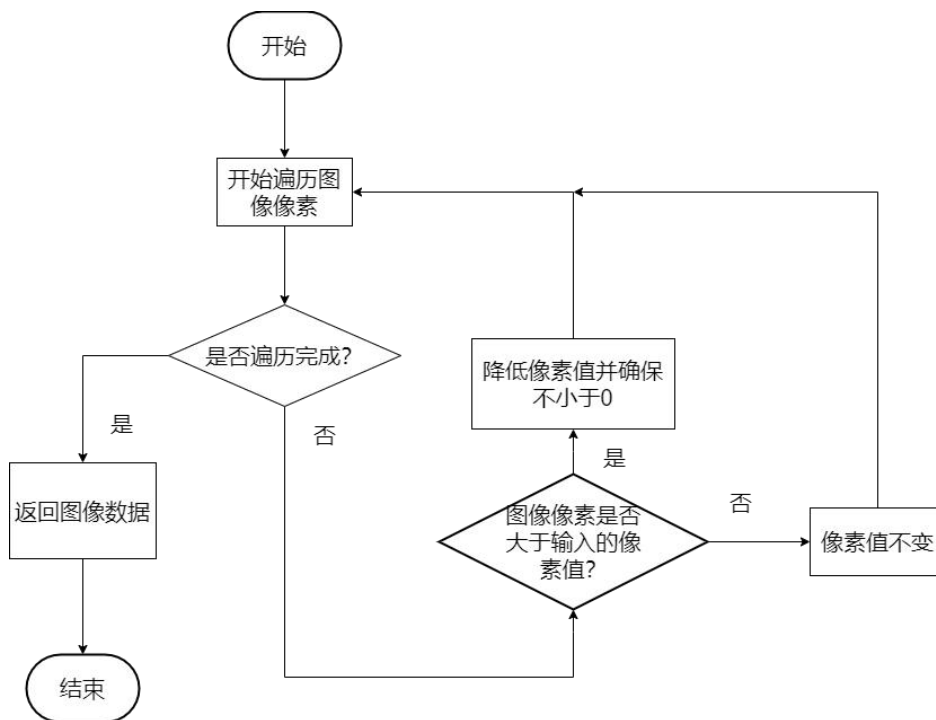 开始
开始遍历图
像像素
是否遍历完成?
是
否
返回图像数据
结束
降低像素值并确保
不小于0
是
图像像素是否
大于输入的像
素值?
否
像素值不变